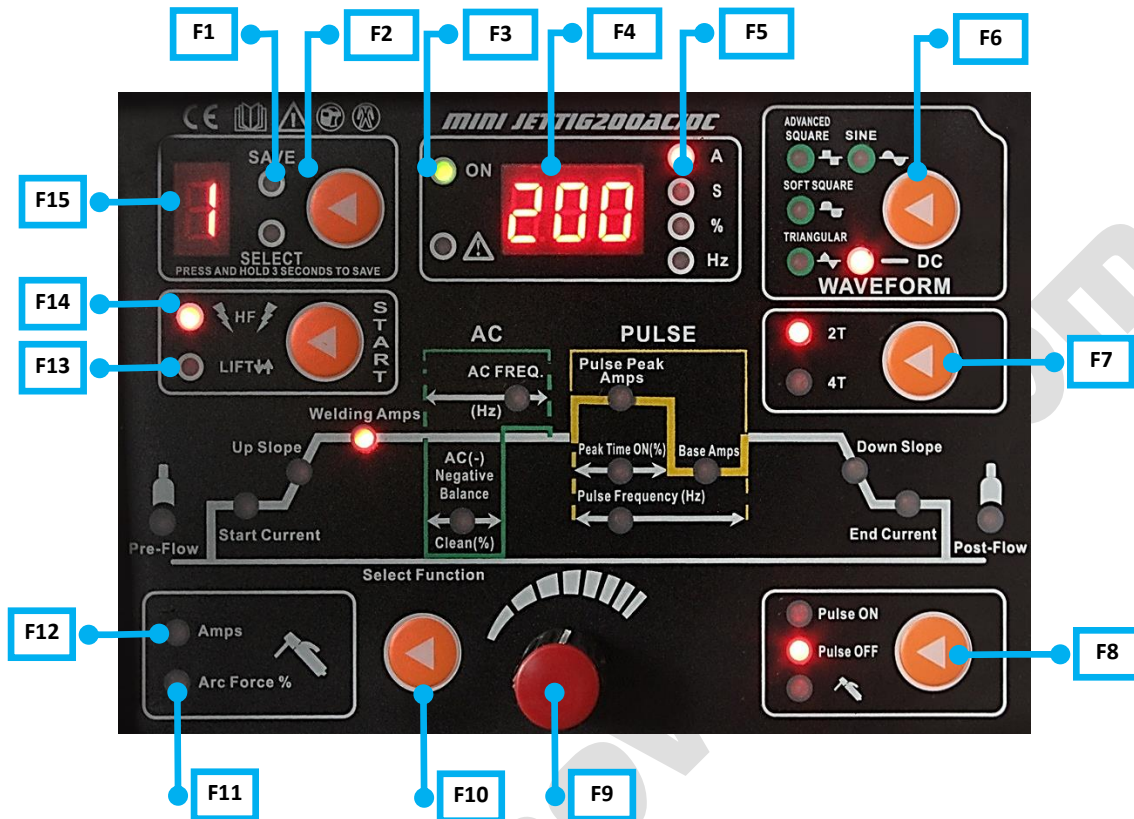 F1
F2
F3
F4
F5
F6
CE
MINI JETTIG200AC/DC
SAVE
1
SELECT
PRESS AND HOLD 3 SECONDS TO SAVE
F15
ON
200
A
S
%
Hz
ADVANCED
SQUARE
SINE
SOFT SQUARE
TRIANGULAR
DC
WAVEFORM
F14
HF
START
F13
LIFT
2T
4T
F7
AC
PULSE
AC FREQ.
(Hz)
Pulse Peak
Amps
Welding Amps
Up Slope
AC(-)
Negative
Balance
Clean(%)
Peak Time ON(%)
Base Amps
Pulse Frequency (Hz)
Down Slope
Pre-Flow
Start Current
End Current
Post-Flow
Select Function
F12
Amps
Arc Force %
Pulse ON
Pulse OFF
F8
F11
F10
F9